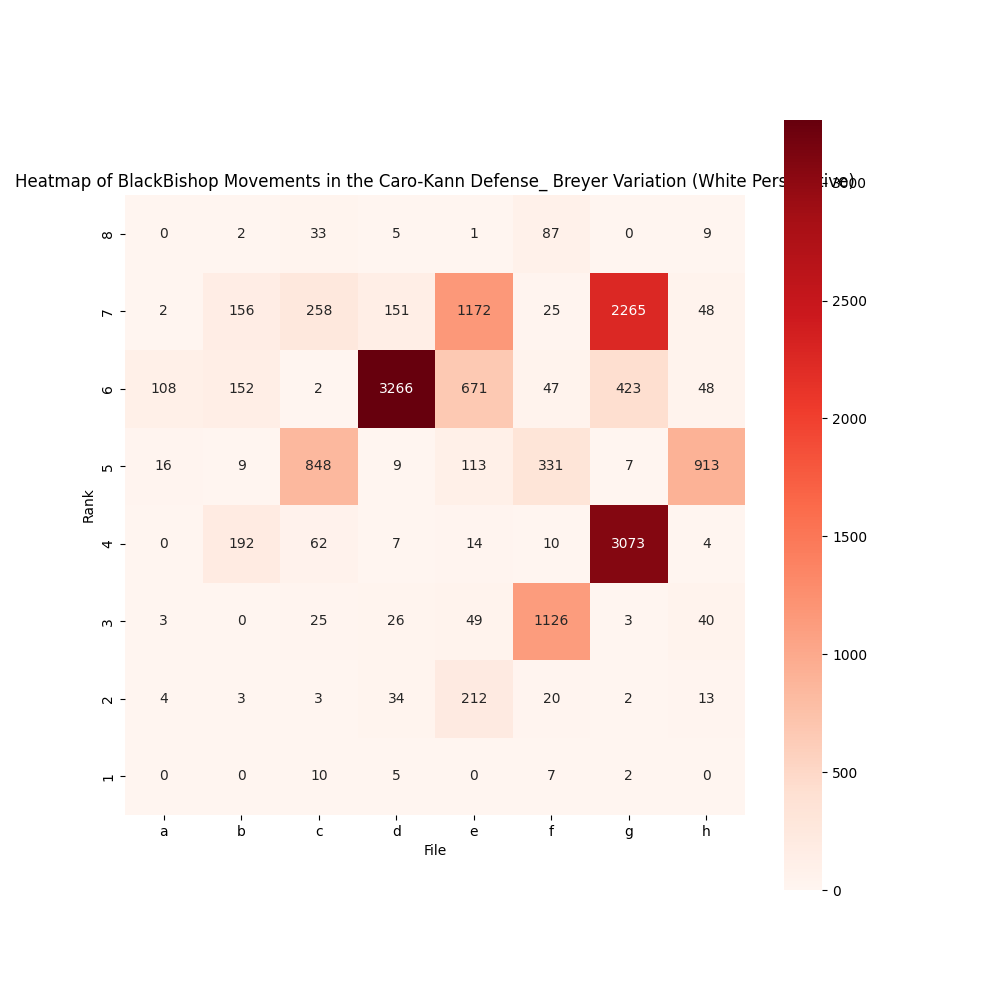 Heatmap of BlackBishop Movements in the Caro-Kann Defense_ Breyer Variation (White Perspective)
3500
8 0 2 33 5 1 87 0 9
7 2 156 258 151 1172 25 2265 48
2500
6 108 152 2 3266 671 47 423 48
2000
5 16 9 848 9 113 331 7 913
Rank
1500
4 0 192 62 7 14 10 3073 4
3 3 0 25 26 49 1126 3 40
1000
2 4 3 3 34 212 20 2 13
500
1 0 0 10 5 0 7 2 0
a b c d e f g h
File
0